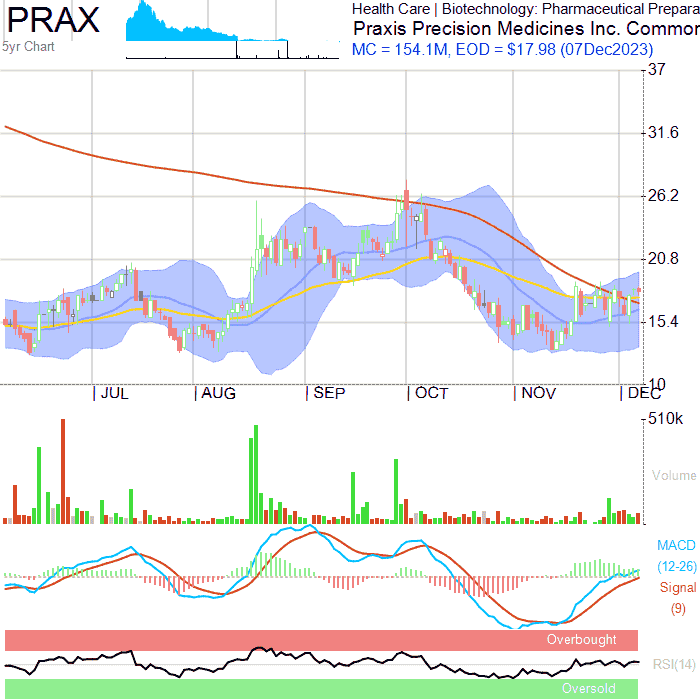 PRAX
5yr Chart
Health Care | Biotechnology: Pharmaceutical Prepara
Praxis Precision Medicines Inc. Common
MC = 154.1M, EOD = $17.98 (07Dec2023)
37
31.6
26.2
20.8
15.4
10
JUL AUG SEP OCT NOV DEC
510k
Volume
MACD
(12-26)
Signal
(9)
Overbought
RSI(14)
Oversold